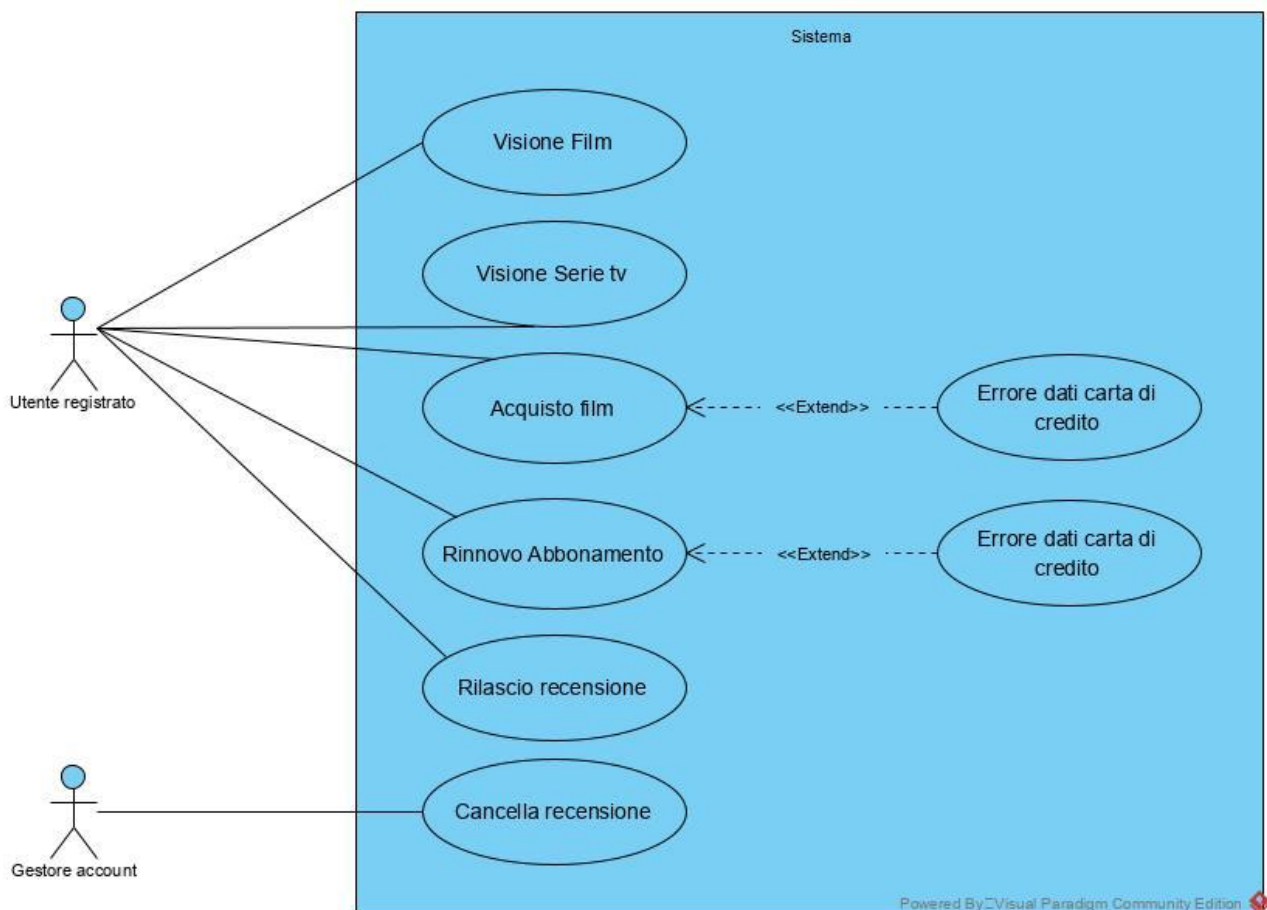 Sistema
Visione Film
Visione Serie tv
Utente registrato
Acquisto film
<<Extend>>
Errore dati carta di
credito
Rinnovo Abbonamento
<<Extend>>
Errore dati carta di
credito
Rilascio recensione
Cancella recensione
Gestore account
Powered By Visual Paradigm Community Edition